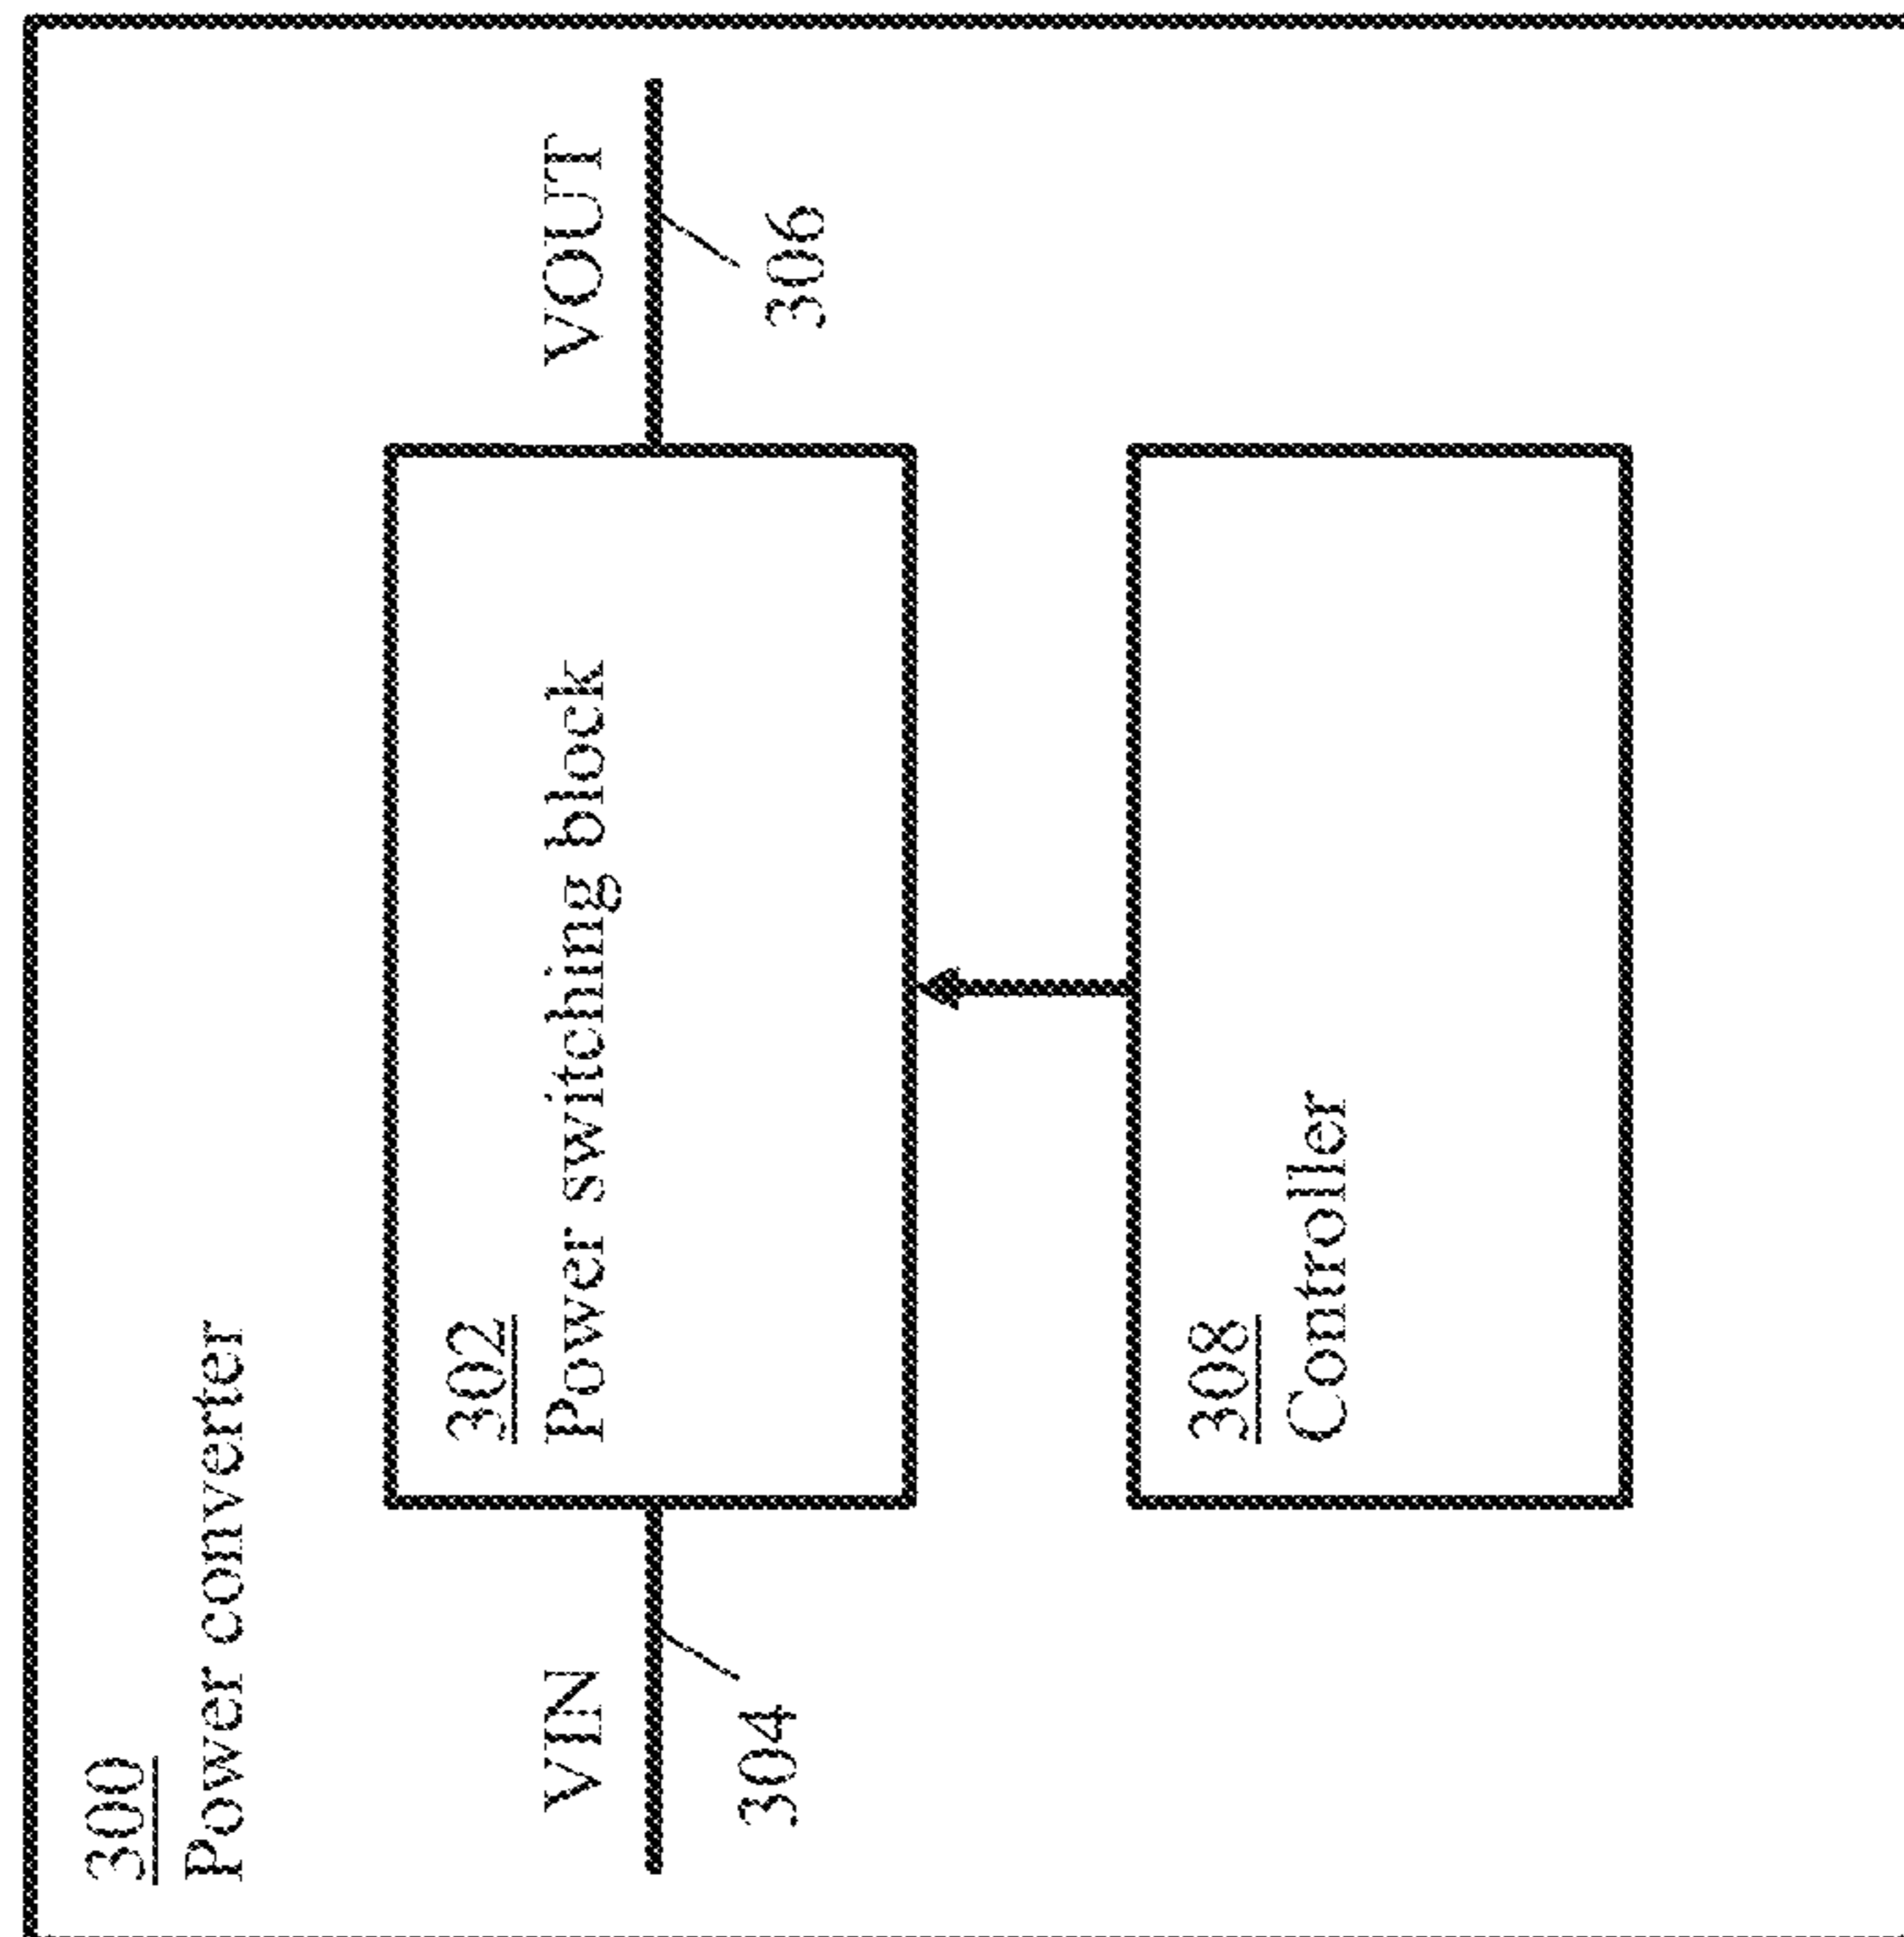 300
Power converter
VIN
304
302
Power switching block
VOUT
306
308
Controller